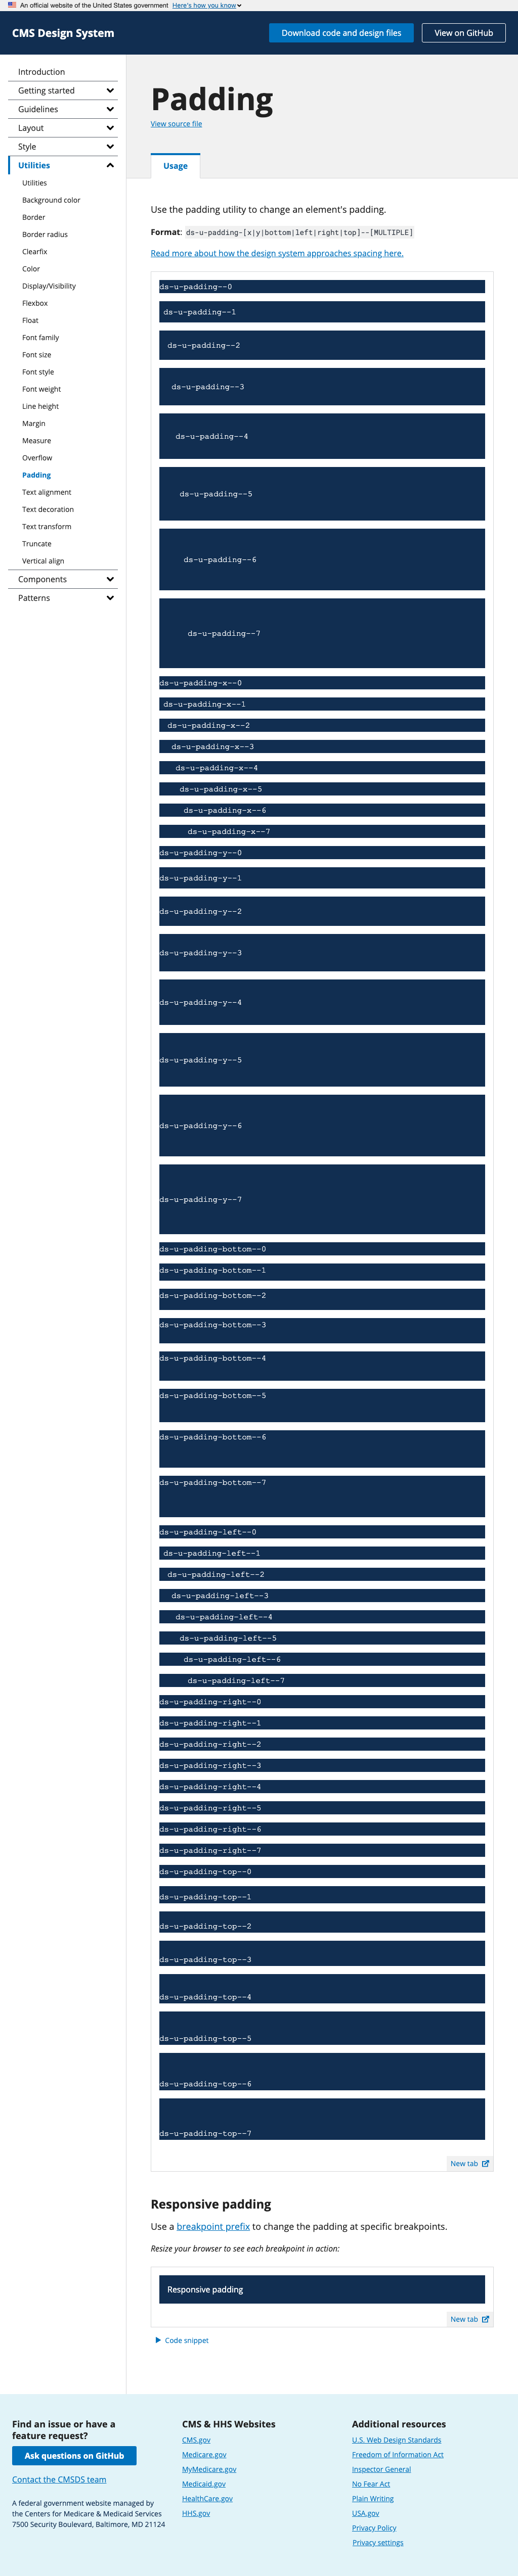 An official website of the United States government Here's how you know
CMS Design System
Download code and design files
View on GitHub
Introduction
Getting started
Guidelines
Layout
Style
Utilities
Utilities
Background color
Border
Border radius
Clearfix
Color
Display/Visibility
Flexbox
Float
Font family
Font size
Font style
Font weight
Line height
Margin
Measure
Overflow
Padding
Text alignment
Text decoration
Text transform
Truncate
Vertical align
Components
Patterns
Padding
View source file
Usage
Use the padding utility to change an element's padding.
Format: ds-u-padding-[x|y|bottom|left|right|top]--[MULTIPLE]
Read more about how the design system approaches spacing here.
ds-u-padding--0
ds-u-padding--1
ds-u-padding--2
ds-u-padding--3
ds-u-padding--4
ds-u-padding--5
ds-u-padding--6
ds-u-padding--7
ds-u-padding-x--0
ds-u-padding-x--1
ds-u-padding-x--2
ds-u-padding-x--3
ds-u-padding-x--4
ds-u-padding-x--5
ds-u-padding-x--6
ds-u-padding-x--7
ds-u-padding-y--0
ds-u-padding-y--1
ds-u-padding-y--2
ds-u-padding-y--3
ds-u-padding-y--4
ds-u-padding-y--5
ds-u-padding-y--6
ds-u-padding-y--7
ds-u-padding-bottom--0
ds-u-padding-bottom--1
ds-u-padding-bottom--2
ds-u-padding-bottom--3
ds-u-padding-bottom--4
ds-u-padding-bottom--5
ds-u-padding-bottom--6
ds-u-padding-bottom--7
ds-u-padding-left--0
ds-u-padding-left--1
ds-u-padding-left--2
ds-u-padding-left--3
ds-u-padding-left--4
ds-u-padding-left--5
ds-u-padding-left--6
ds-u-padding-left--7
ds-u-padding-right--0
ds-u-padding-right--1
ds-u-padding-right--2
ds-u-padding-right--3
ds-u-padding-right--4
ds-u-padding-right--5
ds-u-padding-right--6
ds-u-padding-right--7
ds-u-padding-top--0
ds-u-padding-top--1
ds-u-padding-top--2
ds-u-padding-top--3
ds-u-padding-top--4
ds-u-padding-top--5
ds-u-padding-top--6
ds-u-padding-top--7
New tab
Responsive padding
Use a breakpoint prefix to change the padding at specific breakpoints.
Resize your browser to see each breakpoint in action:
Responsive padding
New tab
Code snippet
Find an issue or have a
feature request?
Ask questions on GitHub
Contact the CMSDS team
A federal government website managed by
the Centers for Medicare & Medicaid Services
7500 Security Boulevard, Baltimore, MD 21124
CMS & HHS Websites
CMS.gov
Medicare.gov
MyMedicare.gov
Medicaid.gov
HealthCare.gov
HHS.gov
Additional resources
U.S. Web Design Standards
Freedom of Information Act
Inspector General
No Fear Act
Plain Writing
USA.gov
Privacy Policy
Privacy settings